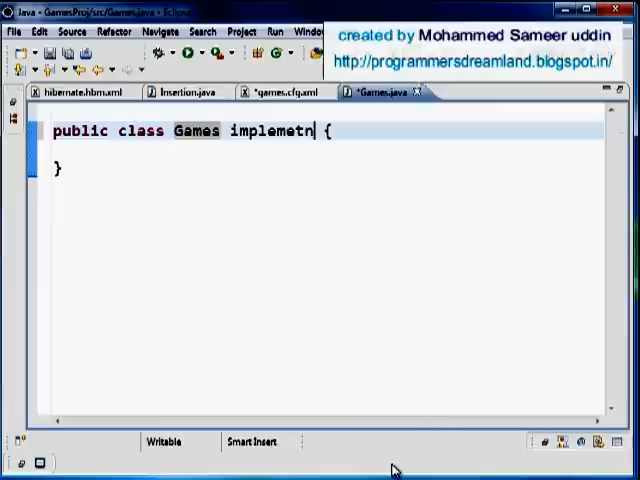 Java - GamesProj/src/Games.java - Eclipse
created by Mohammed Sameer uddin
http://programmersdreamland.blogspot.in/
File Edit Source Refactor Navigate Search Project Run
hibernate.hbm.xml Insertion.java *games.cfg.xml *Games.java
public class Games implemetn {
}
Writable Smart Insert